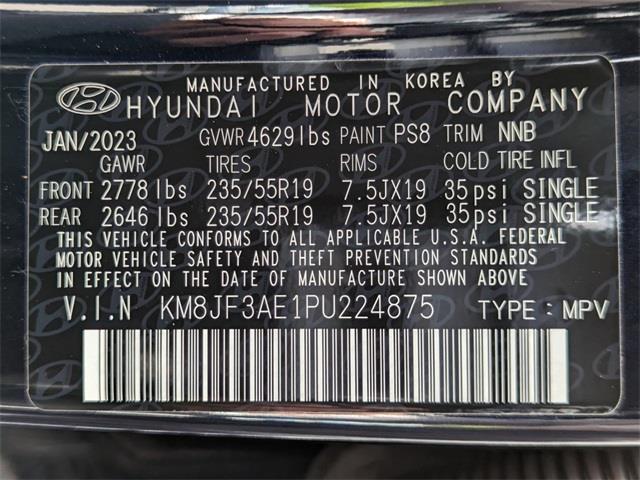 MANUFACTURED IN KOREA BY
HYUNDAI MOTOR COMPANY
JAN/2023 GVWR 4629 lbs PAINT PS8 TRIM NNB
GAWR TIRES RIMS COLD TIRE INFL
FRONT 2778 lbs 235/55R19 7.5JX19 35psi SINGLE
REAR 2646 lbs 235/55R19 7.5JX19 35psi SINGLE
THIS VEHICLE CONFORMS TO ALL APPLICABLE U.S.A. FEDERAL
MOTOR VEHICLE SAFETY AND THEFT PREVENTION STANDARDS
IN EFFECT ON THE DATE OF MANUFACTURE SHOWN ABOVE.
V.I.N KM8JF3AE1PU224875 TYPE : MPV